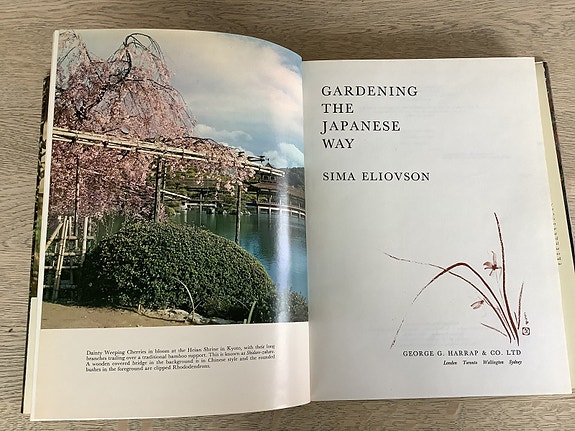 Dainty Weeping Cherries in bloom at the Heian Shrine in Kyoto, with their long
branches trailing over a traditional bamboo support. This is known as Shidare-zakura.
A wooden covered bridge in the background is in Chinese style and the rounded
bushes in the foreground are clipped Rhododendrons.
GARDENING
THE
JAPANESE
WAY
SIMA ELIOVSON
GEORGE G. HARRAP & CO. LTD
London Toronto Wellington Sydney